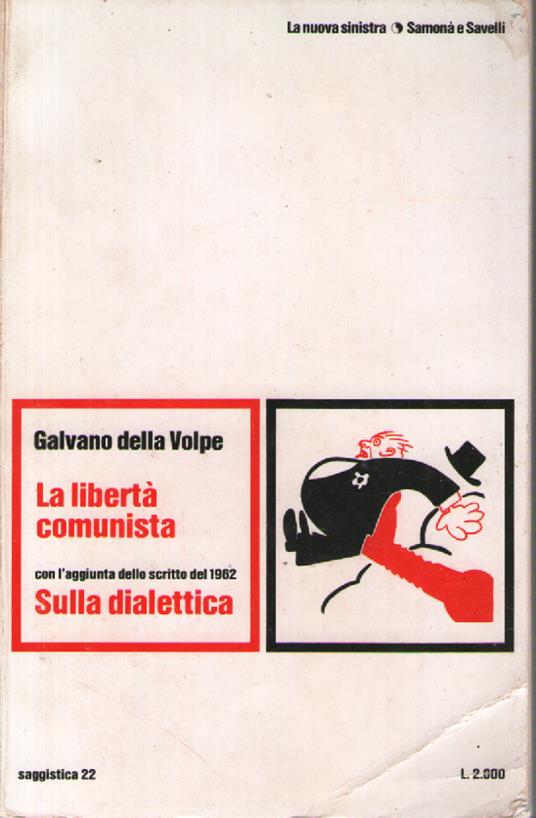 La nuova sinistra Samonà e Savelli
Galvano della Volpe
La libertà
comunista
con l'aggiunta dello scritto del 1962
Sulla dialettica
saggistica 22
L. 2.000